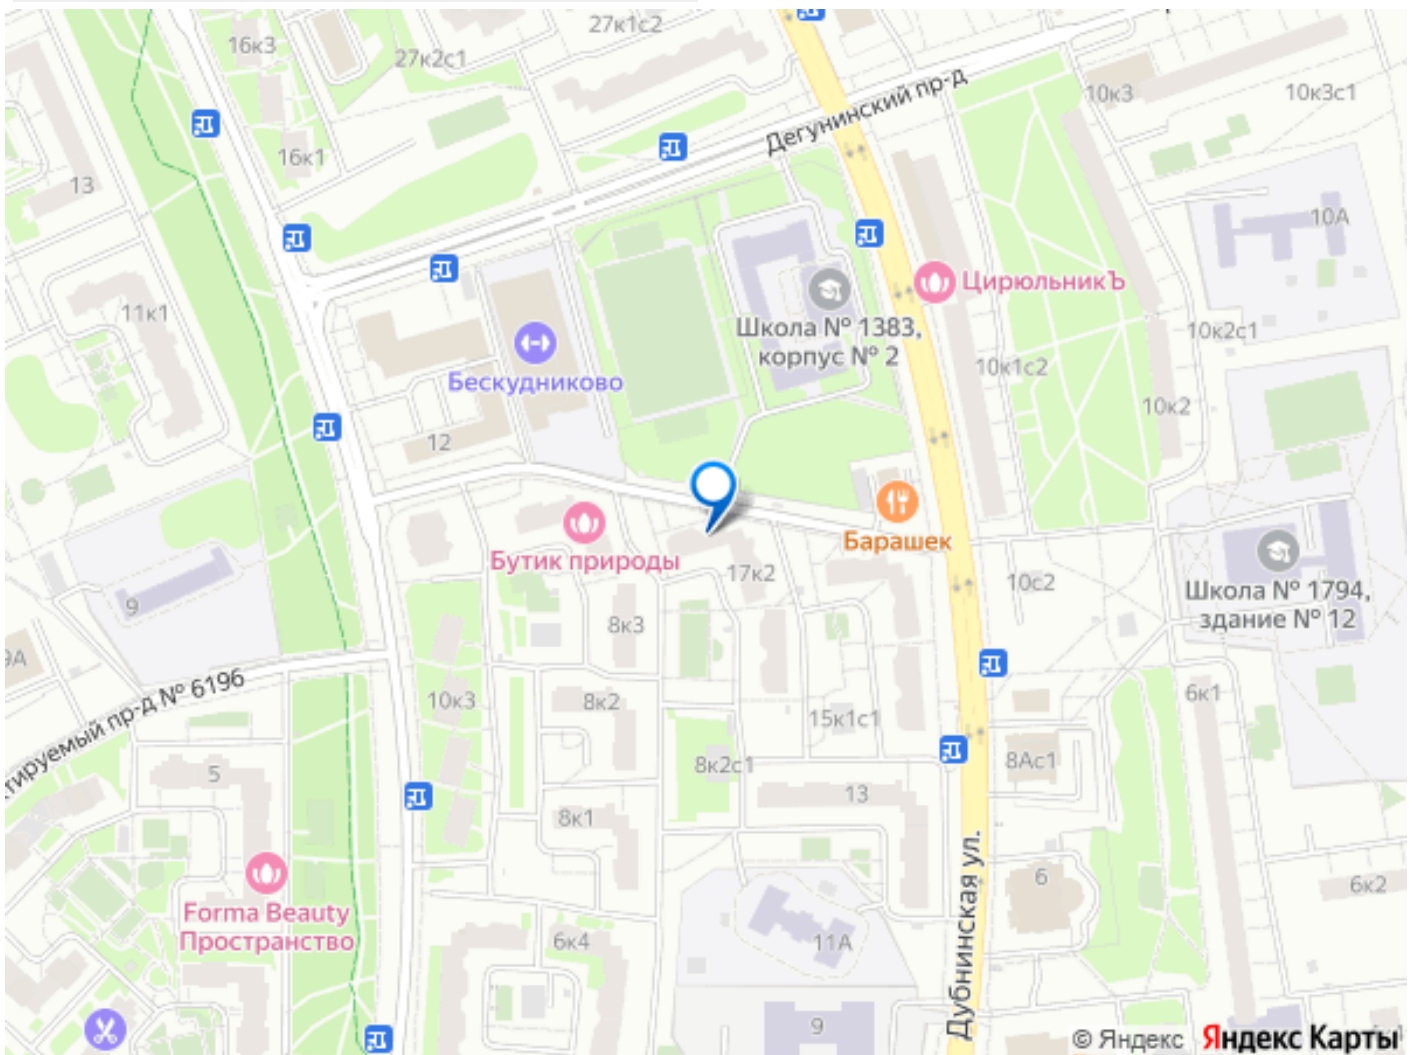 27к1с2
16к3
27к2с1
Дегунинский пр-д
10к3
10к3с1
16к1
13
10А
ЦирюльникЪ
11к1
Школа № 1383,
корпус № 2
10к2с1
Бескудниково
10к1с2
10к2
12
Барашек
Бутик природы
17к2
10с2
Школа № 1794,
здание № 12
9
8к3
9А
тируемый пр-д № 6196
10к3
8к2
6к1
15к1с1
8к2с1
8Ас1
5
13
8к1
Дубнинская ул.
6
6к2
Forma Beauty
Пространство
6к4
11А
9
© Яндекс Яндекс Карты